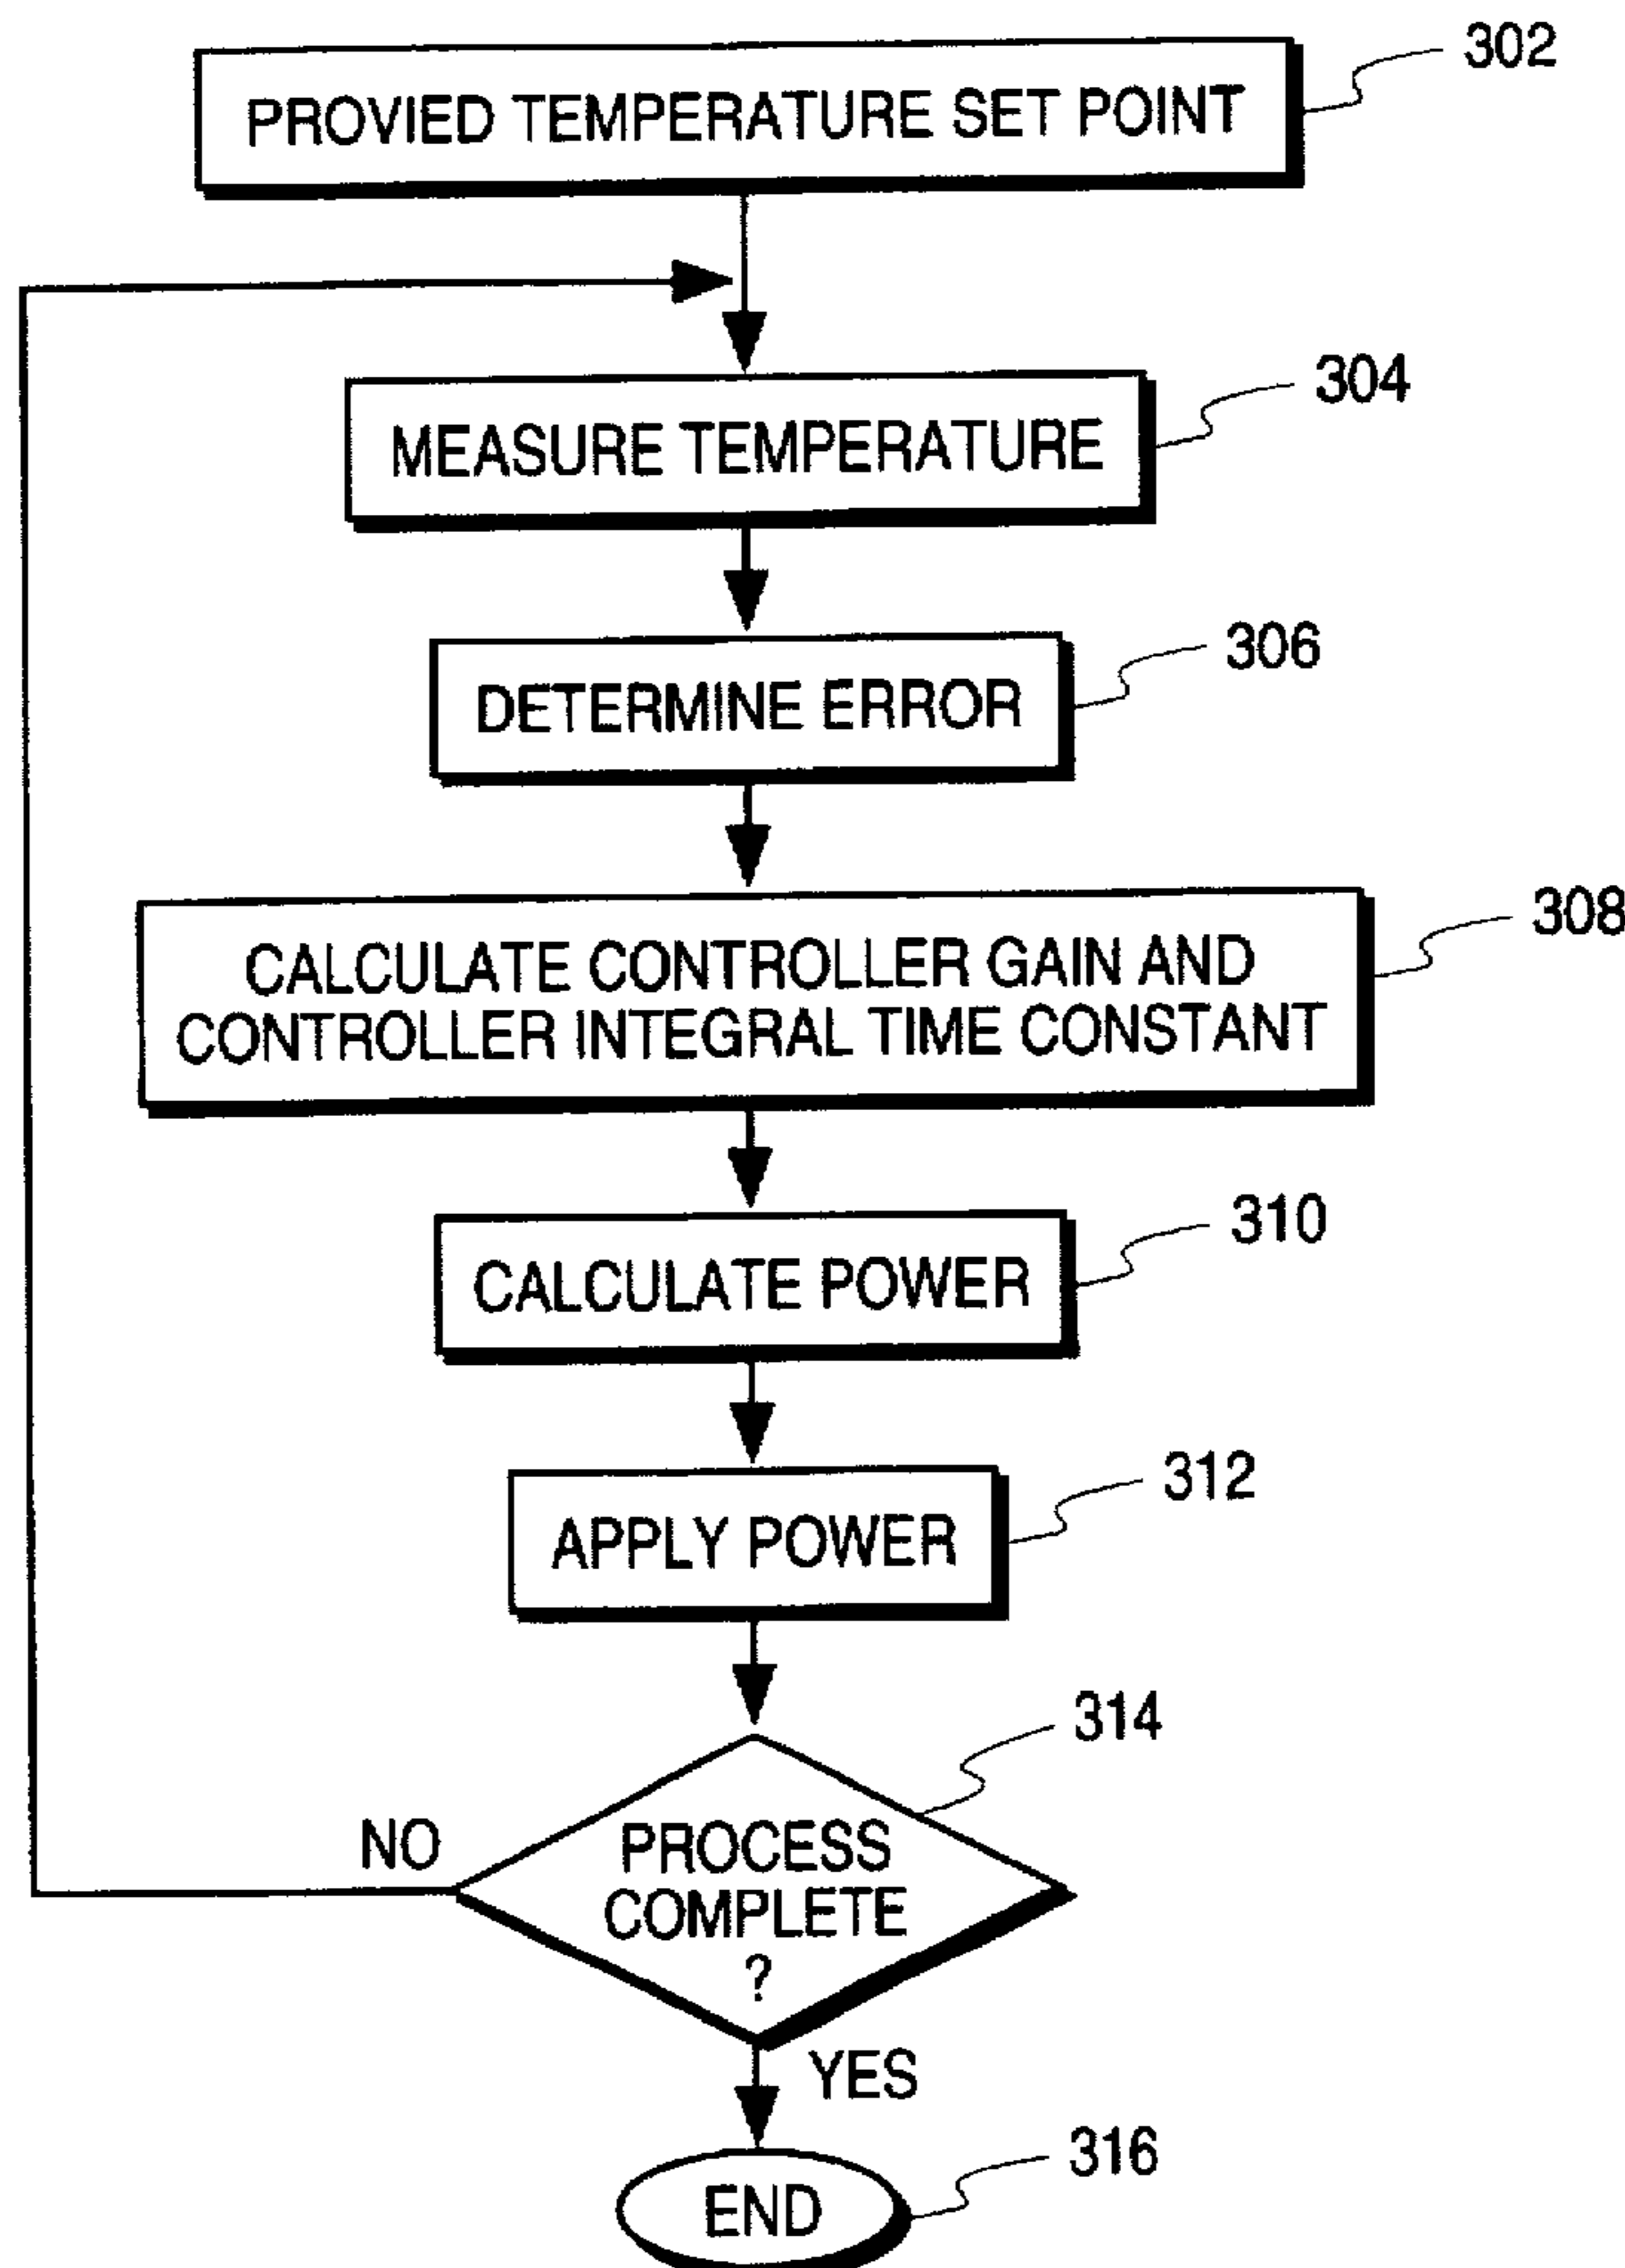 302
PROVIED TEMPERATURE SET POINT
304
MEASURE TEMPERATURE
306
DETERMINE ERROR
308
CALCULATE CONTROLLER GAIN AND
CONTROLLER INTEGRAL TIME CONSTANT
310
CALCULATE POWER
312
APPLY POWER
314
NO
PROCESS
COMPLETE
?
YES
316
END